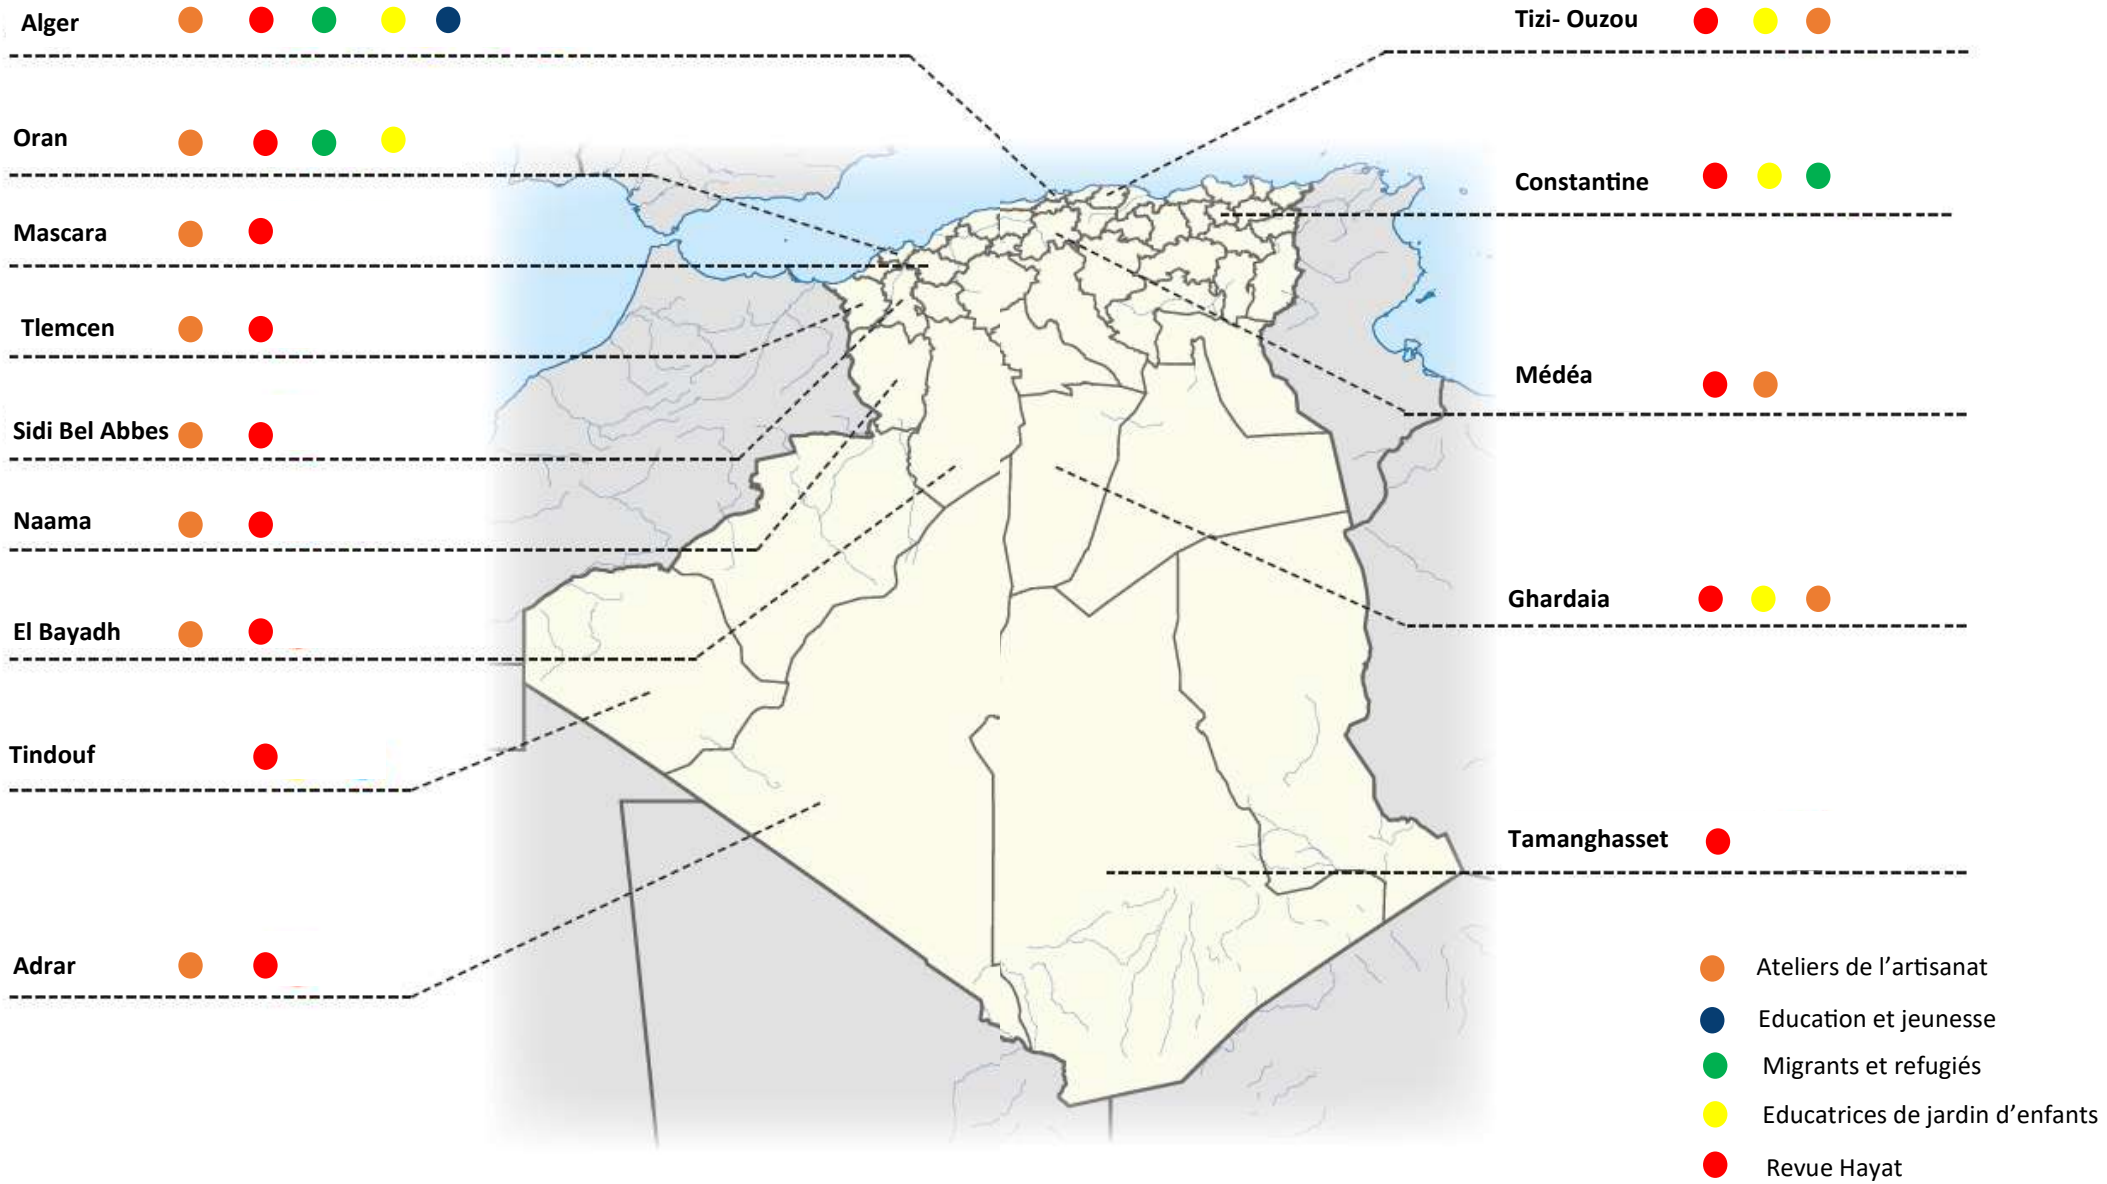 Alger
Oran
Mascara
Tlemcen
Sidi Bel Abbes
Naama
El Bayadh
Tindouf
Adrar
Tizi- Ouzou
Constantine
Médéa
Ghardaia
Tamanghasset
Ateliers de l’artisanat
Education et jeunesse
Migrants et refugiés
Educatrices de jardin d’enfants
Revue Hayat